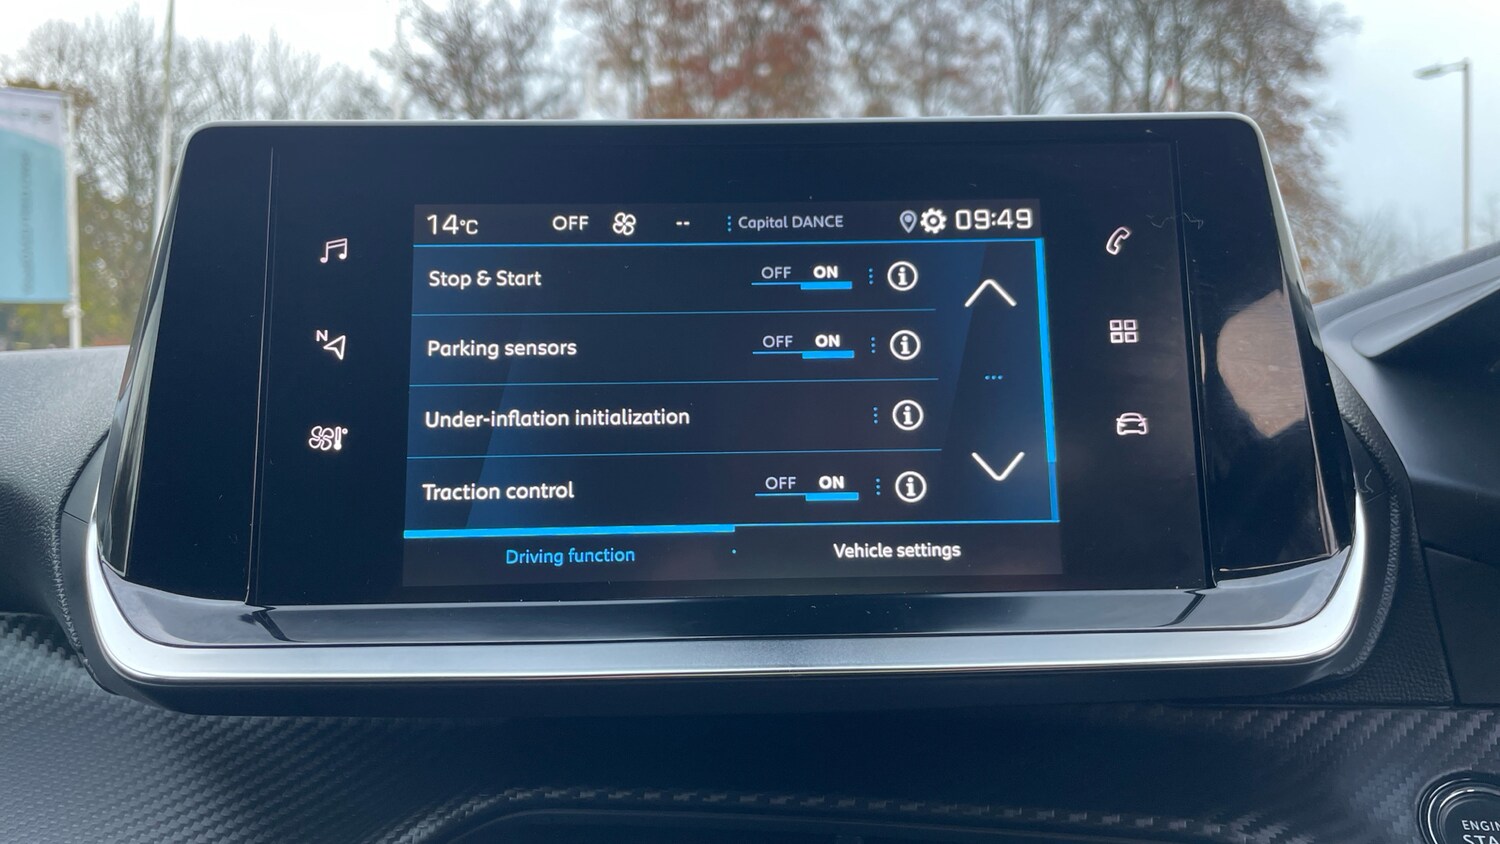 14°C OFF -- Capital DANCE 09:49
Stop & Start OFF ON
Parking sensors OFF ON
Under-inflation initialization
Traction control OFF ON
Driving function Vehicle settings
N